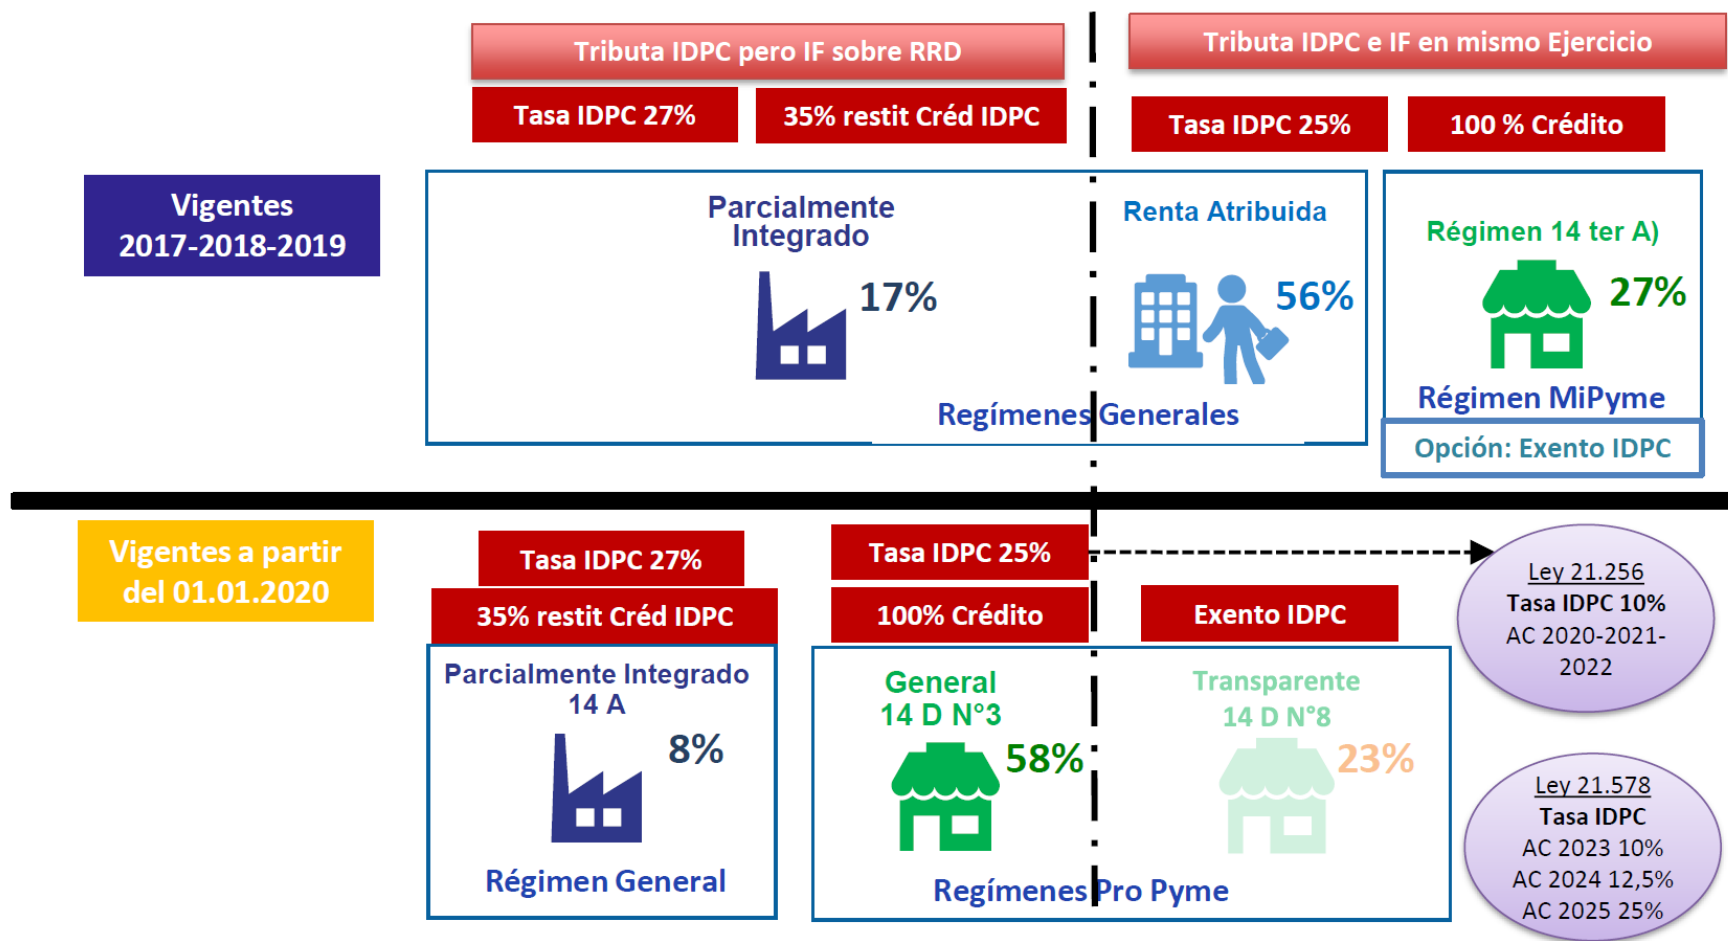 Tributa IDPC pero IF sobre RRD
Tributa IDPC e IF en mismo Ejercicio
Tasa IDPC 27%
35% restit Créd IDPC
Tasa IDPC 25%
100 % Crédito
Vigentes
2017-2018-2019
Parcialmente
Integrado
17%
Renta Atribuida
56%
Regímenes Generales
Régimen 14 ter A)
27%
Régimen MiPyme
Opción: Exento IDPC
Vigentes a partir
del 01.01.2020
Tasa IDPC 27%
35% restit Créd IDPC
Parcialmente Integrado
14 A
8%
Régimen General
Tasa IDPC 25%
100% Crédito
Exento IDPC
General
14 D N°3
58%
Transparente
14 D N°8
23%
Regímenes Pro Pyme
Ley 21.256
Tasa IDPC 10%
AC 2020-2021-
2022
Ley 21.578
Tasa IDPC
AC 2023 10%
AC 2024 12,5%
AC 2025 25%